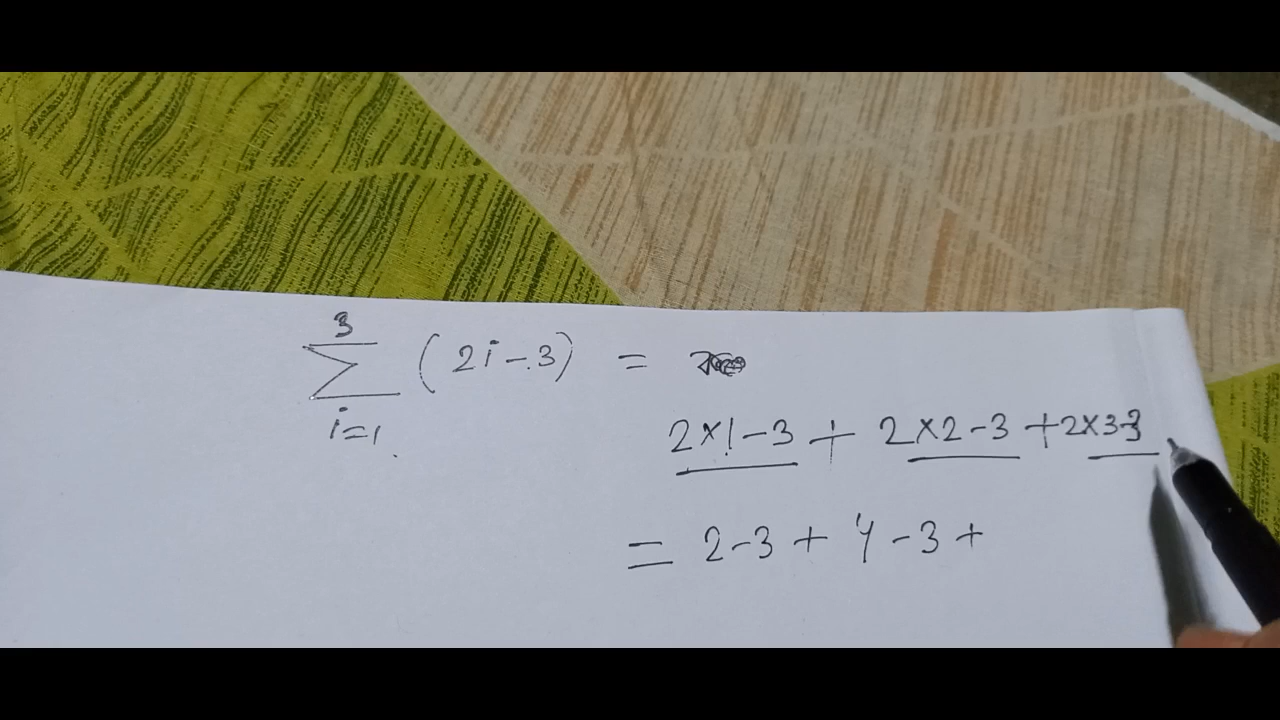 3
∑ (2i-3) =
i=1
2×1-3 + 2×2-3 + 2×3-3
= 2-3 + 4-3 +